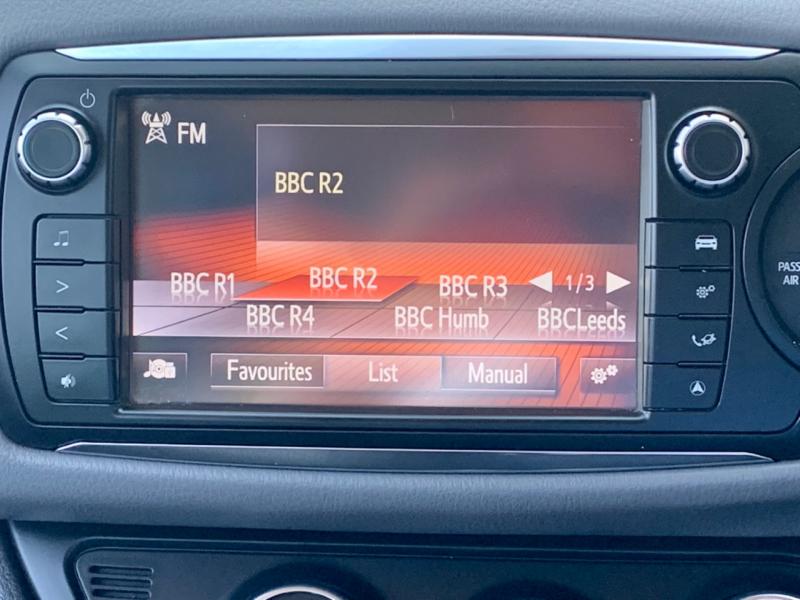 FM
BBC R2
BBC R1 BBC R2 BBC R3 1/3
BBC R4 BBC Humb BBCLeeds
Favourites List Manual
PASS
AIR